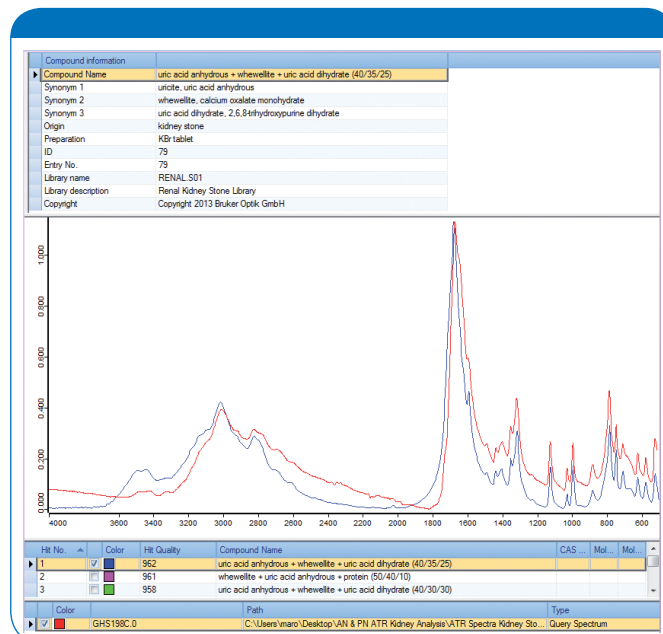 Compound information
Compound Name uric acid anhydrous + whewellite + uric acid dihydrate (40/35/25)
Synonym 1 uricite, uric acid anhydrous
Synonym 2 whewellite, calcium oxalate monohydrate
Synonym 3 uric acid dihydrate, 2,6,8-trihydroxypurine dihydrate
Origin kidney stone
Preparation KBr tablet
ID 79
Entry No. 79
Library name RENAL.S01
Library description Renal Kidney Stone Library
Copyright Copyright 2013 Bruker Optik GmbH
1.000
0.800
0.600
0.400
0.200
0.000
4000 3600 3400 3200 3000 2800 2600 2400 2200 2000 1800 1600 1400 1200 1000 800 600
Hit No. Color Hit Quality Compound Name CAS ... Mol... Mol...
1 962 uric acid anhydrous + whewellite + uric acid dihydrate (40/35/25)
2 961 whewellite + uric acid anhydrous + protein (50/40/10)
3 958 uric acid anhydrous + whewellite + uric acid dihydrate (40/30/30)
Color Path Type
GHS198C.0 C:\Users\maro\Desktop\AN & PN ATR Kidney Analysis\ATR Spectra Kidney Sto... Query Spectrum